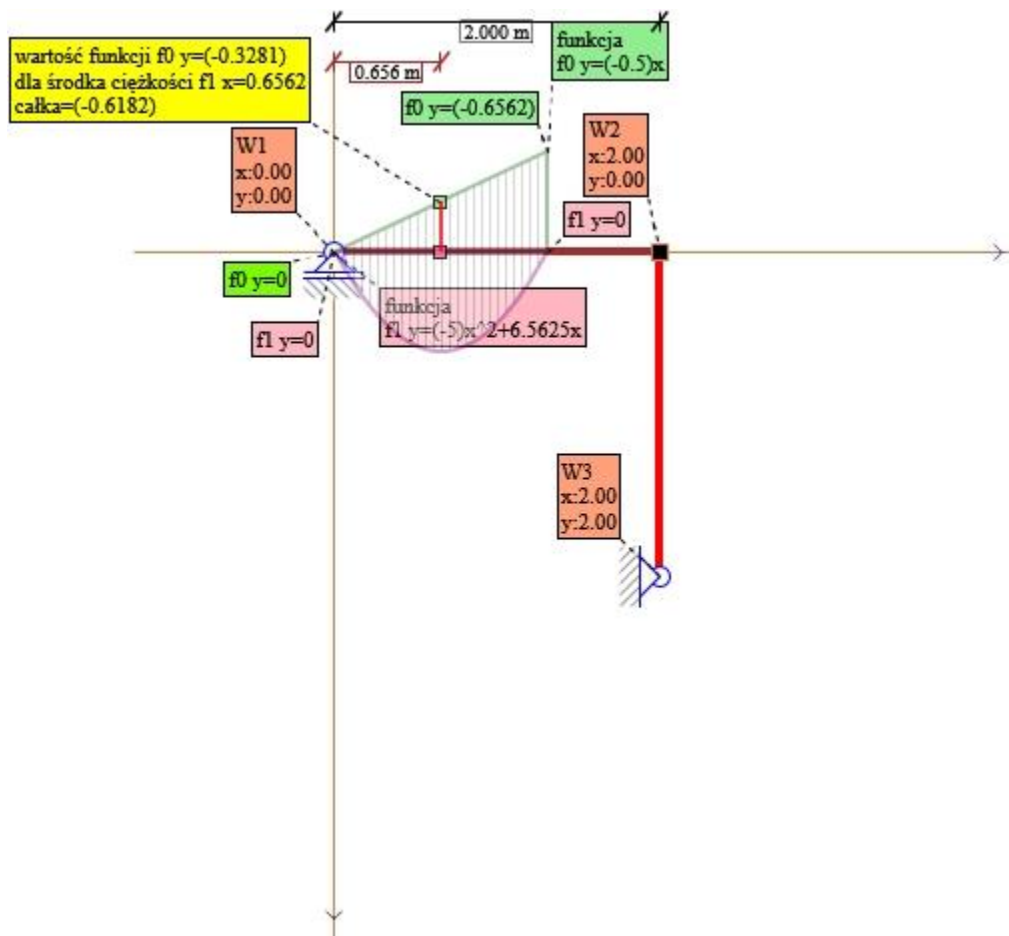 2.000 m
wartość funkcji f0 y=(-0.3281)
dla środka ciężkości f1 x=0.6562
całka=(-0.6182)
funkcja
f0 y=(-0.5)x
0.656 m
f0 y=(-0.6562)
W1
x:0.00
y:0.00
W2
x:2.00
y:0.00
f1 y=0
f0 y=0
funkcja
f1 y=(-5)x^2+6.5625x
f1 y=0
W3
x:2.00
y:2.00